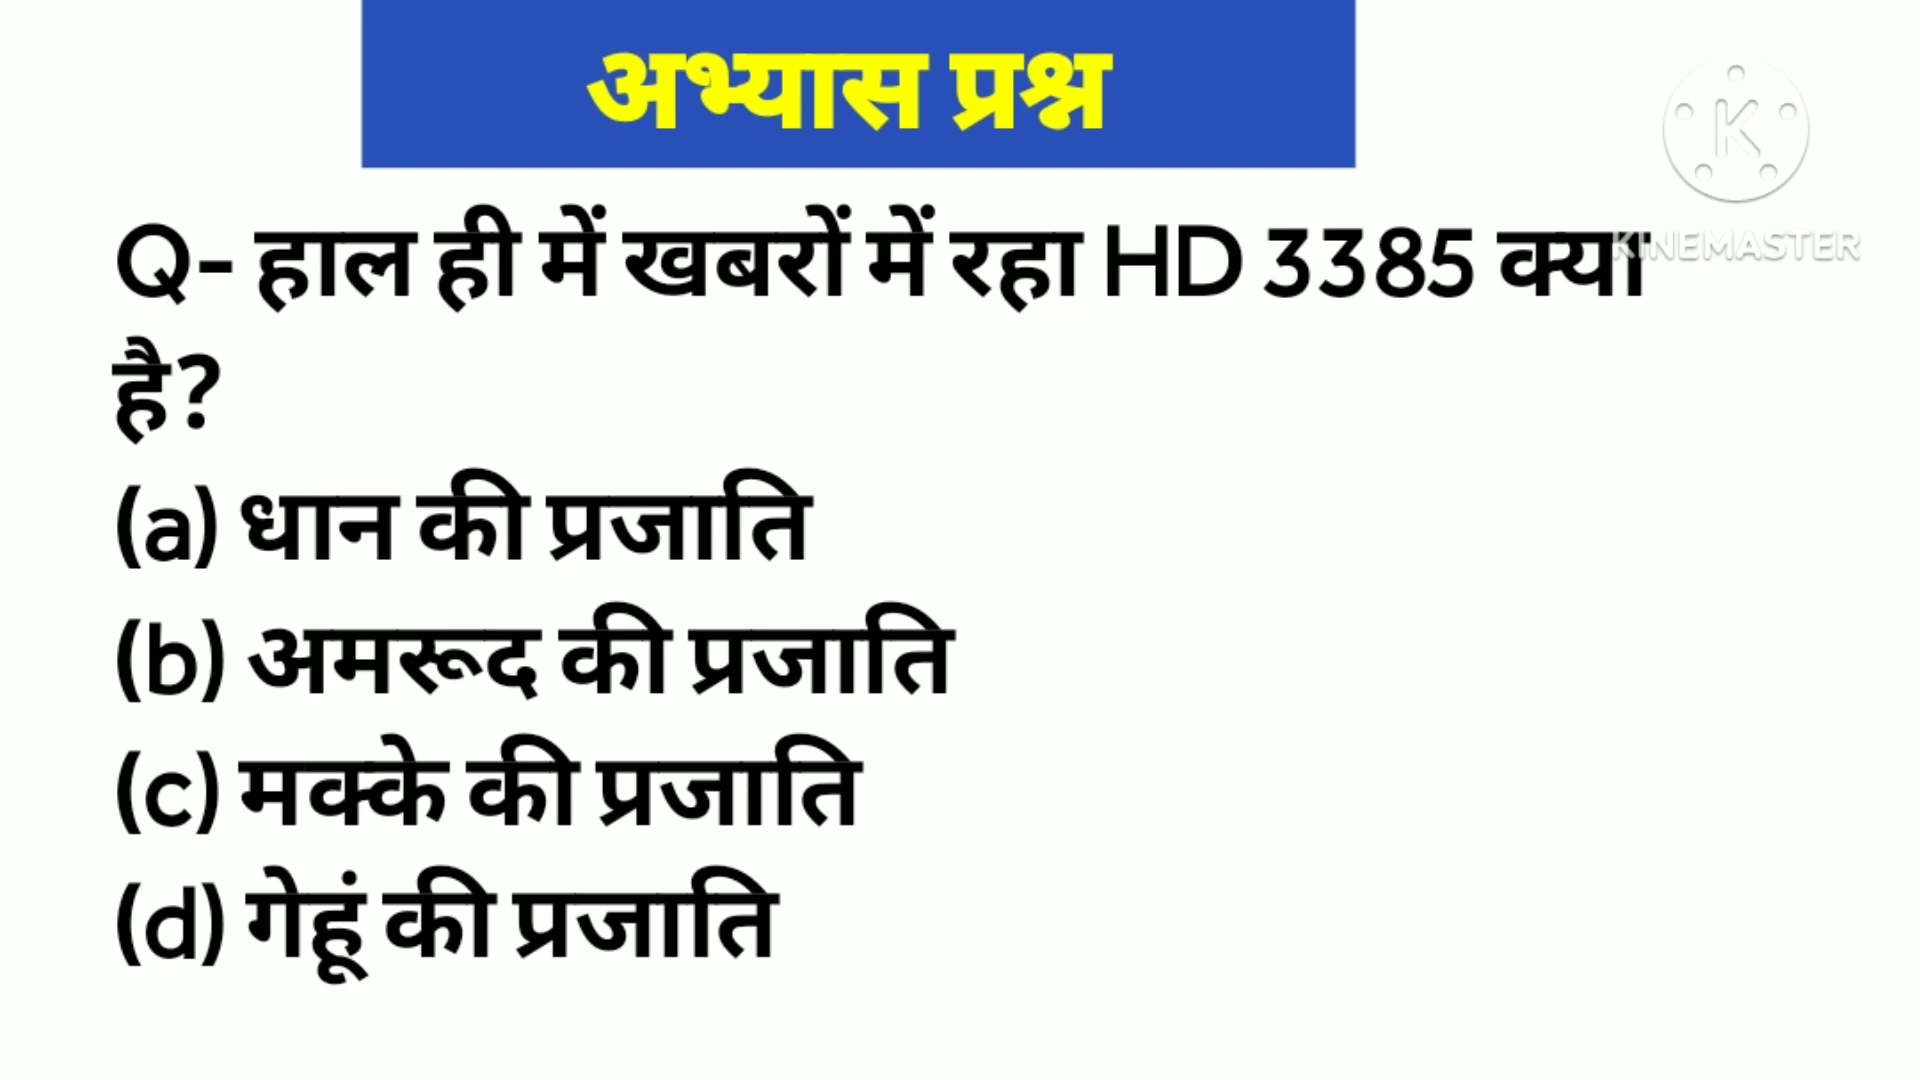 अभ्यास प्रश्न
K
KINEMASTER
Q- हाल ही में खबरों में रहा HD 3385 क्या
है?
(a) धान की प्रजाति
(b) अमरूद की प्रजाति
(c) मक्के की प्रजाति
(d) गेहूं की प्रजाति